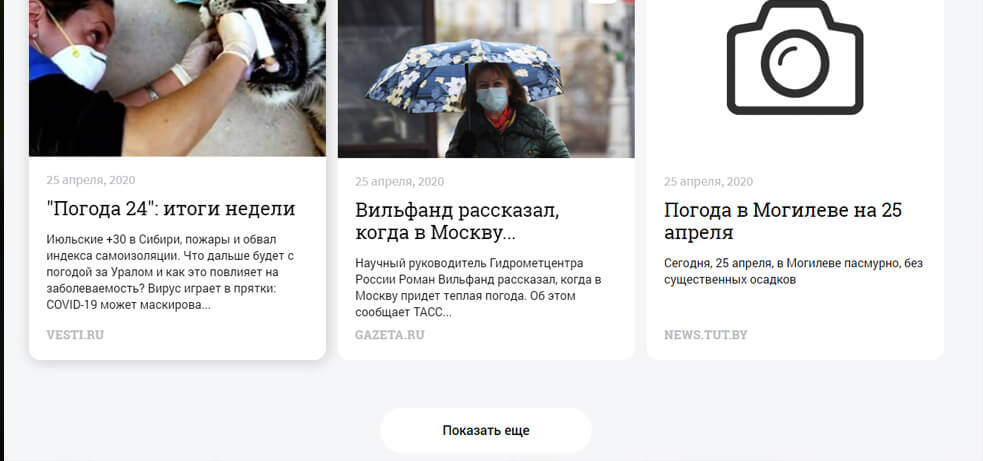 25 апреля, 2020
"Погода 24": итоги недели
Июльские +30 в Сибири, пожары и обвал
индекса самоизоляции. Что дальше будет с
погодой за Уралом и как это повлияет на
заболеваемость? Вирус играет в прятки:
COVID-19 может маскирова...
VESTI.RU
25 апреля, 2020
Вильфанд рассказал,
когда в Москву...
Научный руководитель Гидрометцентра
России Роман Вильфанд рассказал, когда в
Москву придет теплая погода. Об этом
сообщает ТАСС...
GAZETA.RU
25 апреля, 2020
Погода в Могилеве на 25
апреля
Сегодня, 25 апреля, в Могилеве пасмурно, без
существенных осадков
NEWS.TUT.BY
Показать еще